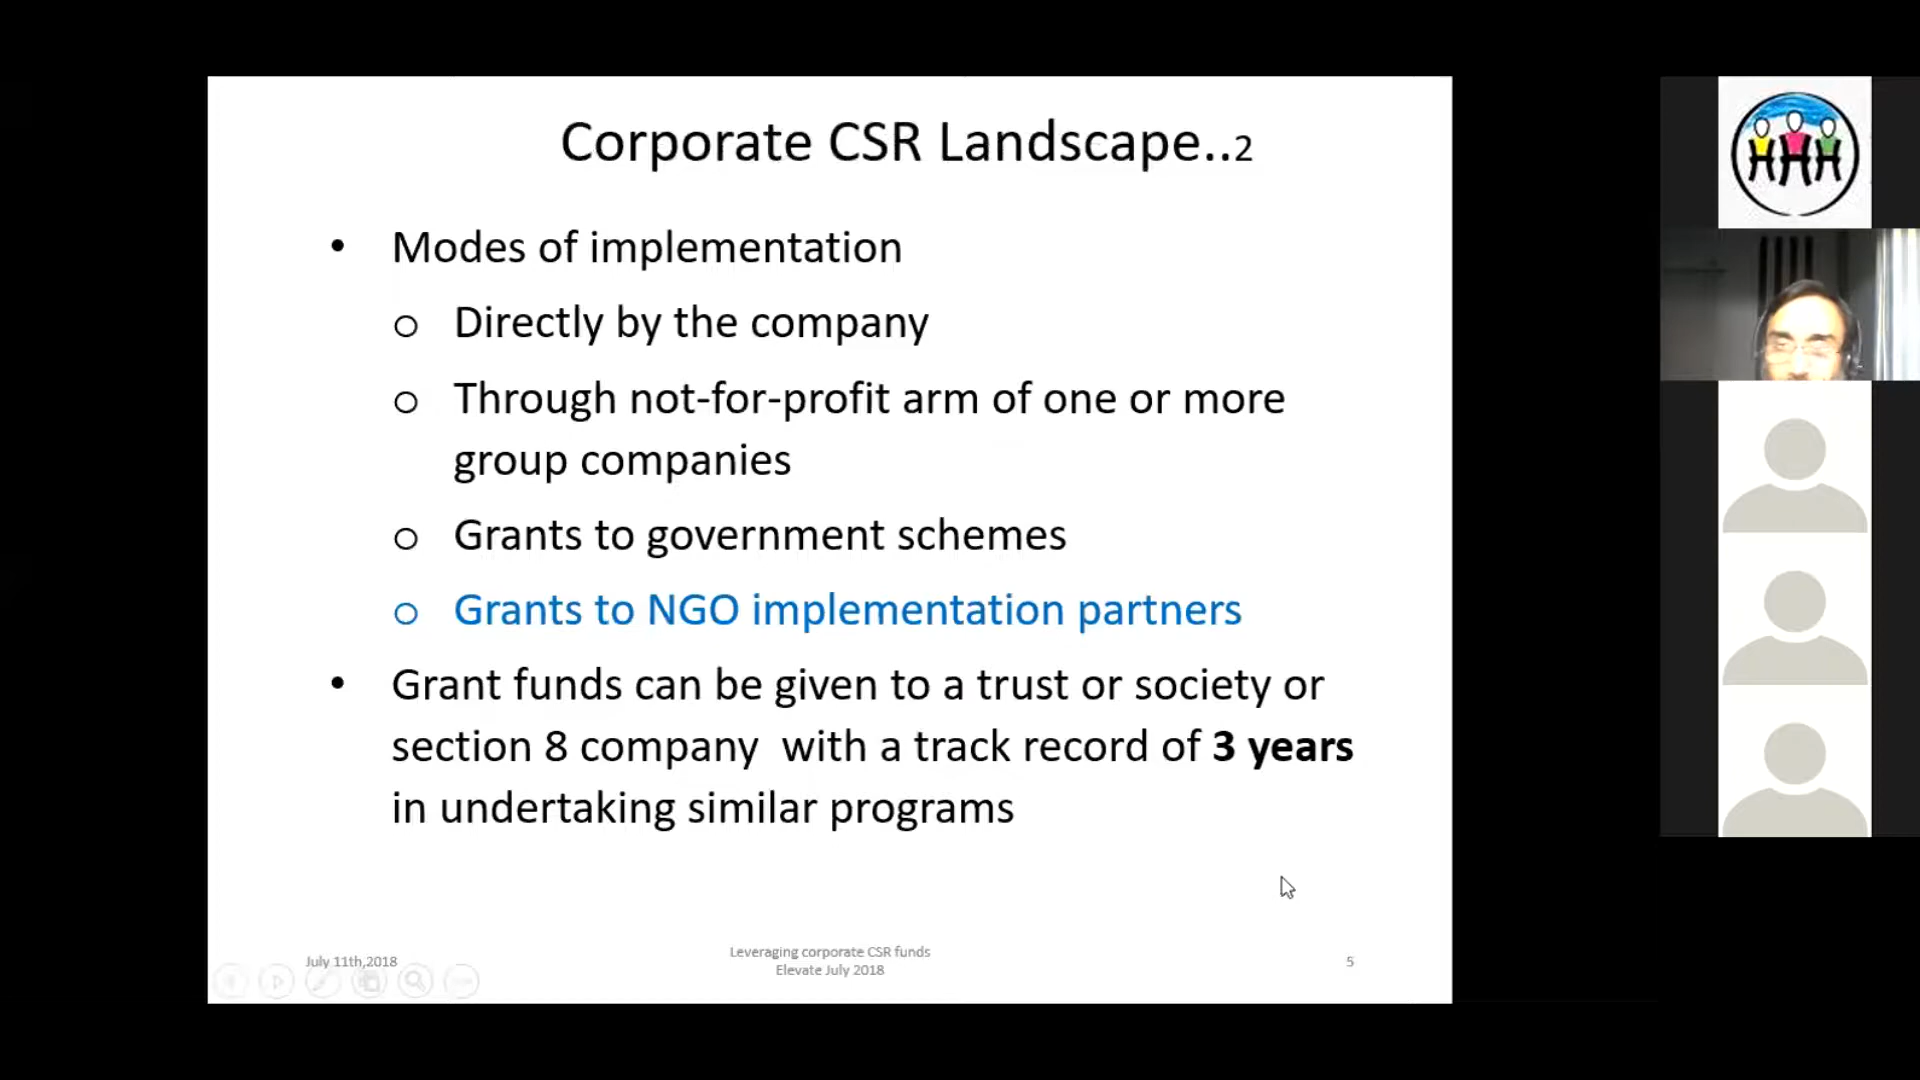 Corporate CSR Landscape..2
• Modes of implementation
o Directly by the company
o Through not-for-profit arm of one or more
group companies
o Grants to government schemes
o Grants to NGO implementation partners
• Grant funds can be given to a trust or society or
section 8 company with a track record of 3 years
in undertaking similar programs
July 11th,2018
Leveraging corporate CSR funds
Elevate July 2018
5